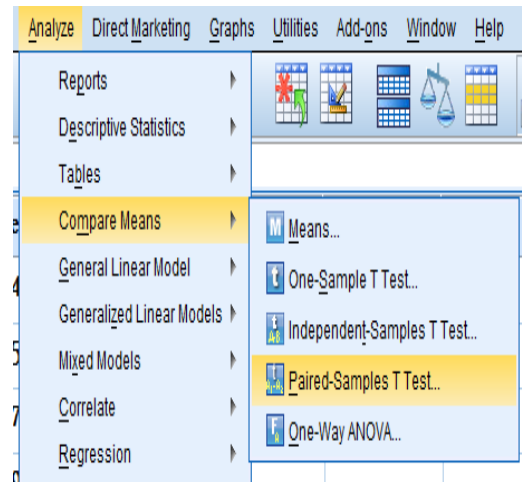 Analyze Direct Marketing Graphs Utilities Add-ons Window Help
Reports
Descriptive Statistics
Tables
Compare Means
General Linear Model
Generalized Linear Models
Mixed Models
Correlate
Regression
Means...
One-Sample T Test...
Independent-Samples T Test...
Paired-Samples T Test...
One-Way ANOVA...